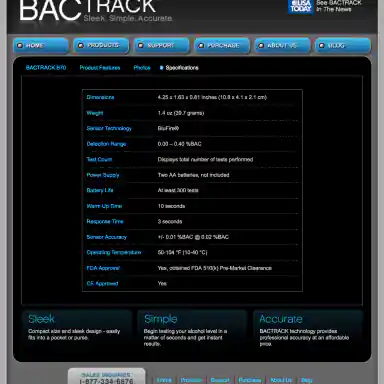 BACTRACK
Sleek. Simple. Accurate
USA TODAY
See BACTRACK
In The News
HOME PRODUCTS SUPPORT PURCHASE ABOUT US BLOG
BACTRACK B70 Product Features Photos Specifications
Dimensions 4.25 x 1.63 x 0.81 inches (10.8 x 4.1 x 2.1 cm)
Weight 1.4 oz (39.7 grams)
Sensor Technology BluFire®
Detection Range 0.00 – 0.40 %BAC
Test Count Displays total number of tests performed
Power Supply Two AA batteries, not included
Battery Life At least 300 tests
Warm Up Time 10 seconds
Response Time 3 seconds
Sensor Accuracy +/- 0.01 %BAC @ 0.02 %BAC
Operating Temperature 50-104 °F (10-40 °C)
FDA Approval Yes, obtained FDA 510(k) Pre-Market Clearance
CE Approved Yes
Sleek
Compact size and sleek design - easily
fits into a pocket or purse.
Simple
Begin testing your alcohol level in a
matter of seconds and get instant
results.
Accurate
BACTRACK technology provides
professional accuracy at an affordable
price.
SALES INQUIRIES
1-877-334-6876
Home | Products | Support | Purchase | About Us | Blog